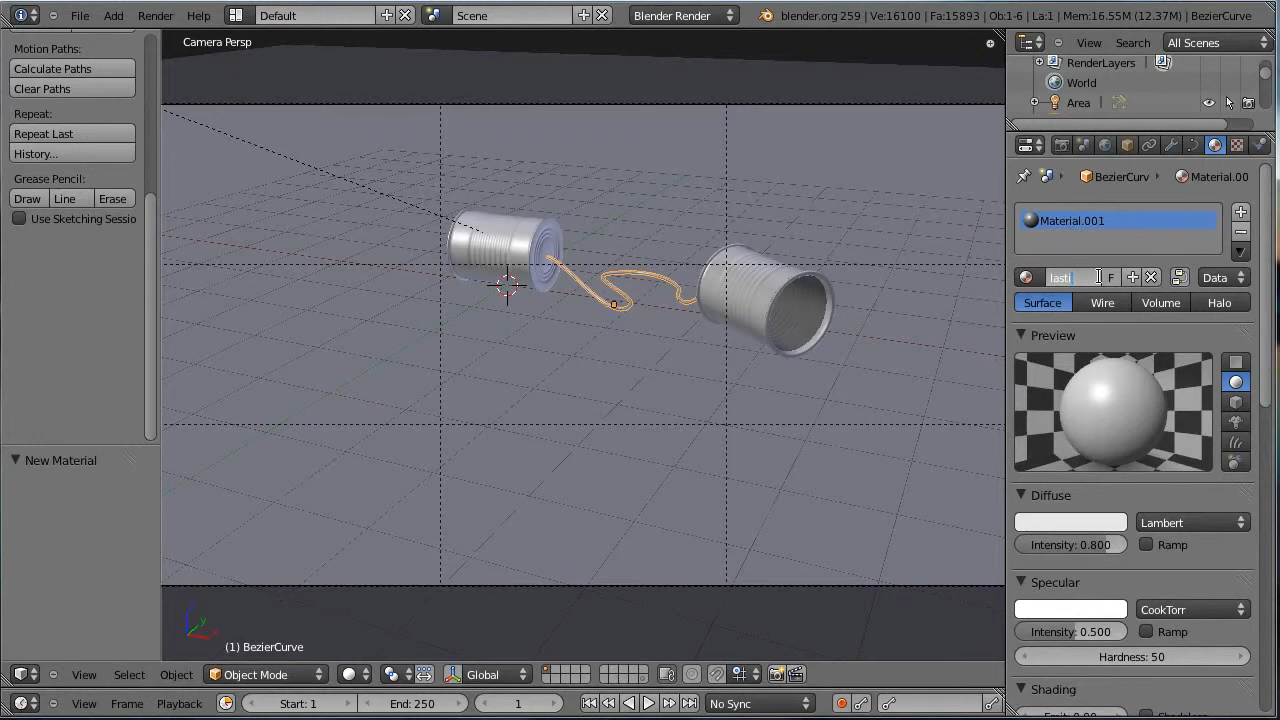 File Add Render Help Default Scene Blender Render blender.org 259 | Ve:16100 | Fa:15893 | Ob:1-6 | La:1 | Mem:16.55M (12.37M) | BezierCurve
Motion Paths:
Calculate Paths
Clear Paths
Repeat:
Repeat Last
History...
Grease Pencil:
Draw Line Erase
Use Sketching Sessio
New Material
Camera Persp
(1) BezierCurve
View Search All Scenes
RenderLayers |
World
Area |
BezierCurv Material.00
Material.001
lasti F Data
Surface Wire Volume Halo
Preview
Diffuse
Lambert
Intensity: 0.800 Ramp
Specular
CookTorr
Intensity: 0.500 Ramp
Hardness: 50
Shading
View Select Object Object Mode Global
View Frame Playback Start: 1 End: 250 1 No Sync